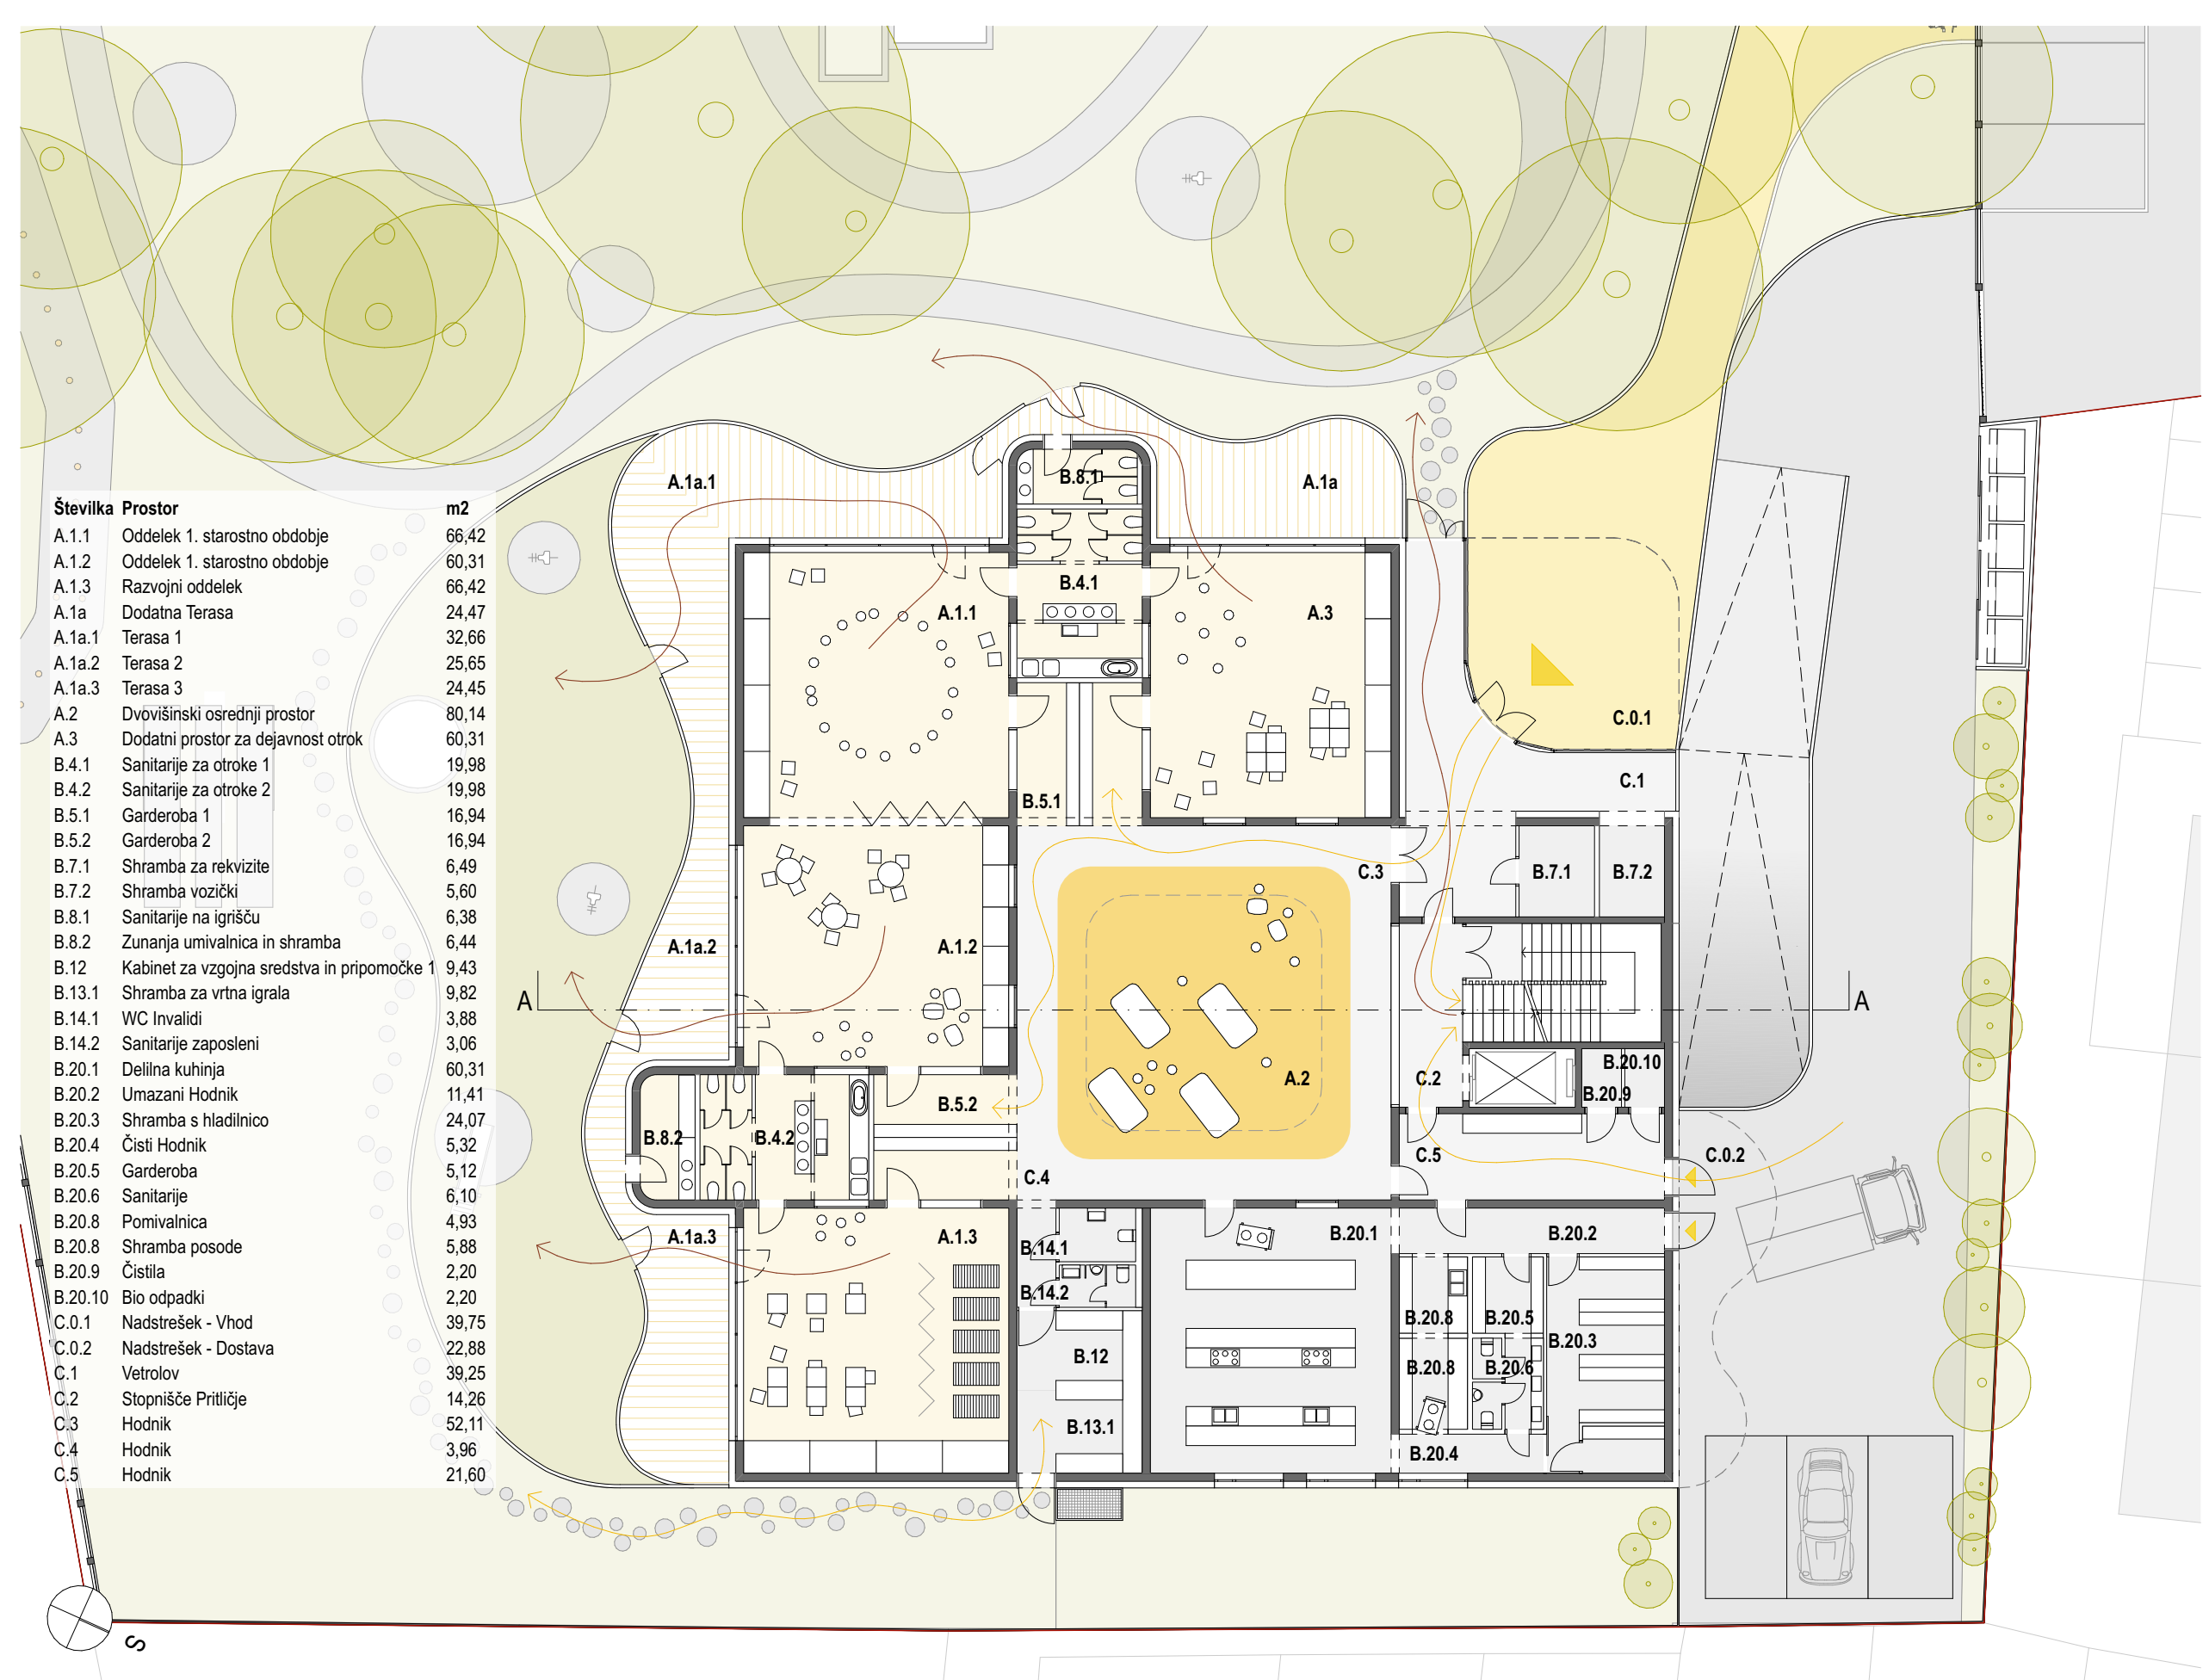 Številka Prostor m2
A.1.1 Oddelek 1. starostno obdobje 66,42
A.1.2 Oddelek 1. starostno obdobje 60,31
A.1.3 Razvojni oddelek 66,42
A.1a Dodatna Terasa 24,47
A.1a.1 Terasa 1 32,66
A.1a.2 Terasa 2 25,65
A.1a.3 Terasa 3 24,45
A.2 Dvovišinski osrednji prostor 80,14
A.3 Dodatni prostor za dejavnost otrok 60,31
B.4.1 Sanitarije za otroke 1 19,98
B.4.2 Sanitarije za otroke 2 19,98
B.5.1 Garderoba 1 16,94
B.5.2 Garderoba 2 16,94
B.7.1 Shramba za rekvizite 6,49
B.7.2 Shramba vozički 5,60
B.8.1 Sanitarije na igrišču 6,38
B.8.2 Zunanja umivalnica in shramba 6,44
B.12 Kabinet za vzgojna sredstva in pripomočke 1 9,43
B.13.1 Shramba za vrtna igrala 9,82
B.14.1 WC Invalidi 3,88
B.14.2 Sanitarije zaposleni 3,06
B.20.1 Delilna kuhinja 60,31
B.20.2 Umazani Hodnik 11,41
B.20.3 Shramba s hladilnico 24,07
B.20.4 Čisti Hodnik 5,32
B.20.5 Garderoba 5,12
B.20.6 Sanitarije 6,10
B.20.8 Pomivalnica 4,93
B.20.8 Shramba posode 5,88
B.20.9 Čistila 2,20
B.20.10 Bio odpadki 2,20
C.0.1 Nadstrešek - Vhod 39,75
C.0.2 Nadstrešek - Dostava 22,88
C.1 Vetrolov 39,25
C.2 Stopnišče Pritličje 14,26
C.3 Hodnik 52,11
C.4 Hodnik 3,96
C.5 Hodnik 21,60
A.1a.1
B.8.1
A.1a
B.4.1
A.1.1
A.3
C.0.1
C.1
B.5.1
C.3
B.7.1
B.7.2
A.1a.2
A.1.2
A
A
B.20.10
B.20.9
A.2
C.2
B.5.2
B.8.2
B.4.2
C.5
C.0.2
C.4
A.1a.3
A.1.3
B.14.1
B.20.1
B.20.2
B.14.2
B.20.8
B.20.5
B.20.3
B.12
B.20.8
B.20.6
B.13.1
B.20.4
S